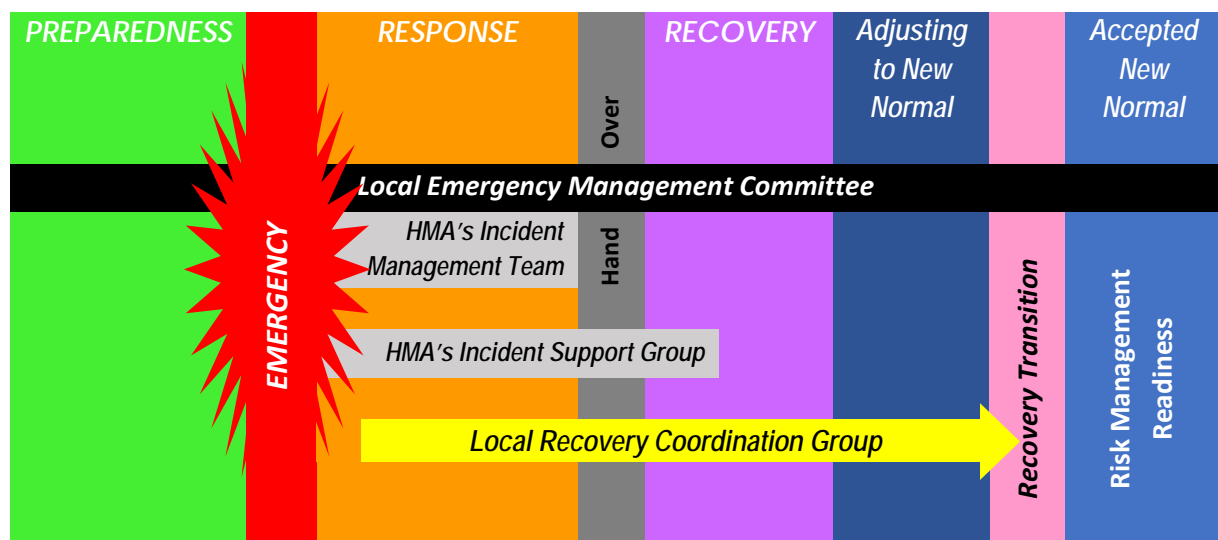 PREPAREDNESS
RESPONSE
RECOVERY
Adjusting
to New
Normal
Accepted
New
Normal
Hand Over
Local Emergency Management Committee
EMERGENCY
HMA's Incident
Management Team
HMA's Incident Support Group
Local Recovery Coordination Group
Recovery Transition
Risk Management
Readiness